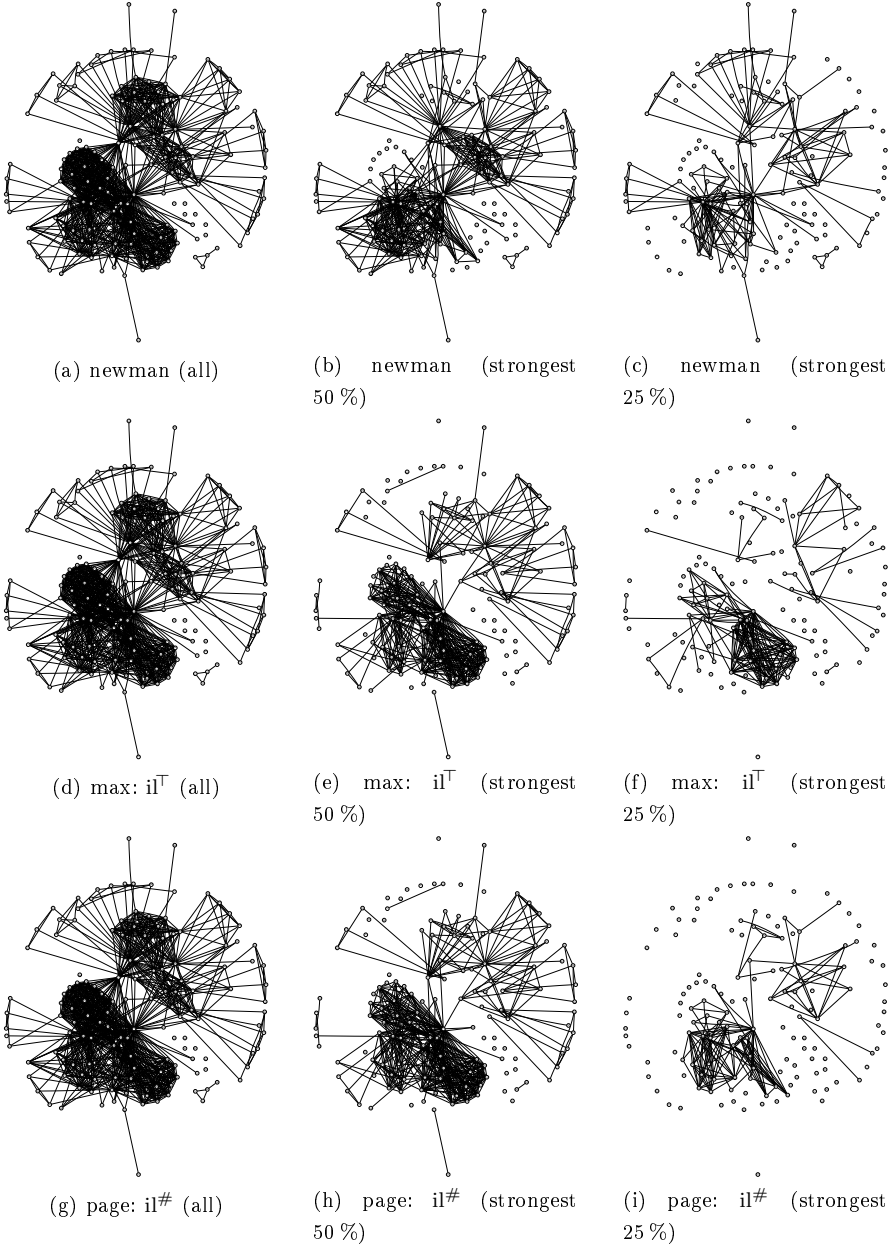 (a) newman (all)
(b) newman (strongest
50 %)
(c) newman (strongest
25 %)
(d) max: il⊤ (all)
(e) max: il⊤ (strongest
50 %)
(f) max: il⊤ (strongest
25 %)
(g) page: il# (all)
(h) page: il# (strongest
50 %)
(i) page: il# (strongest
25 %)